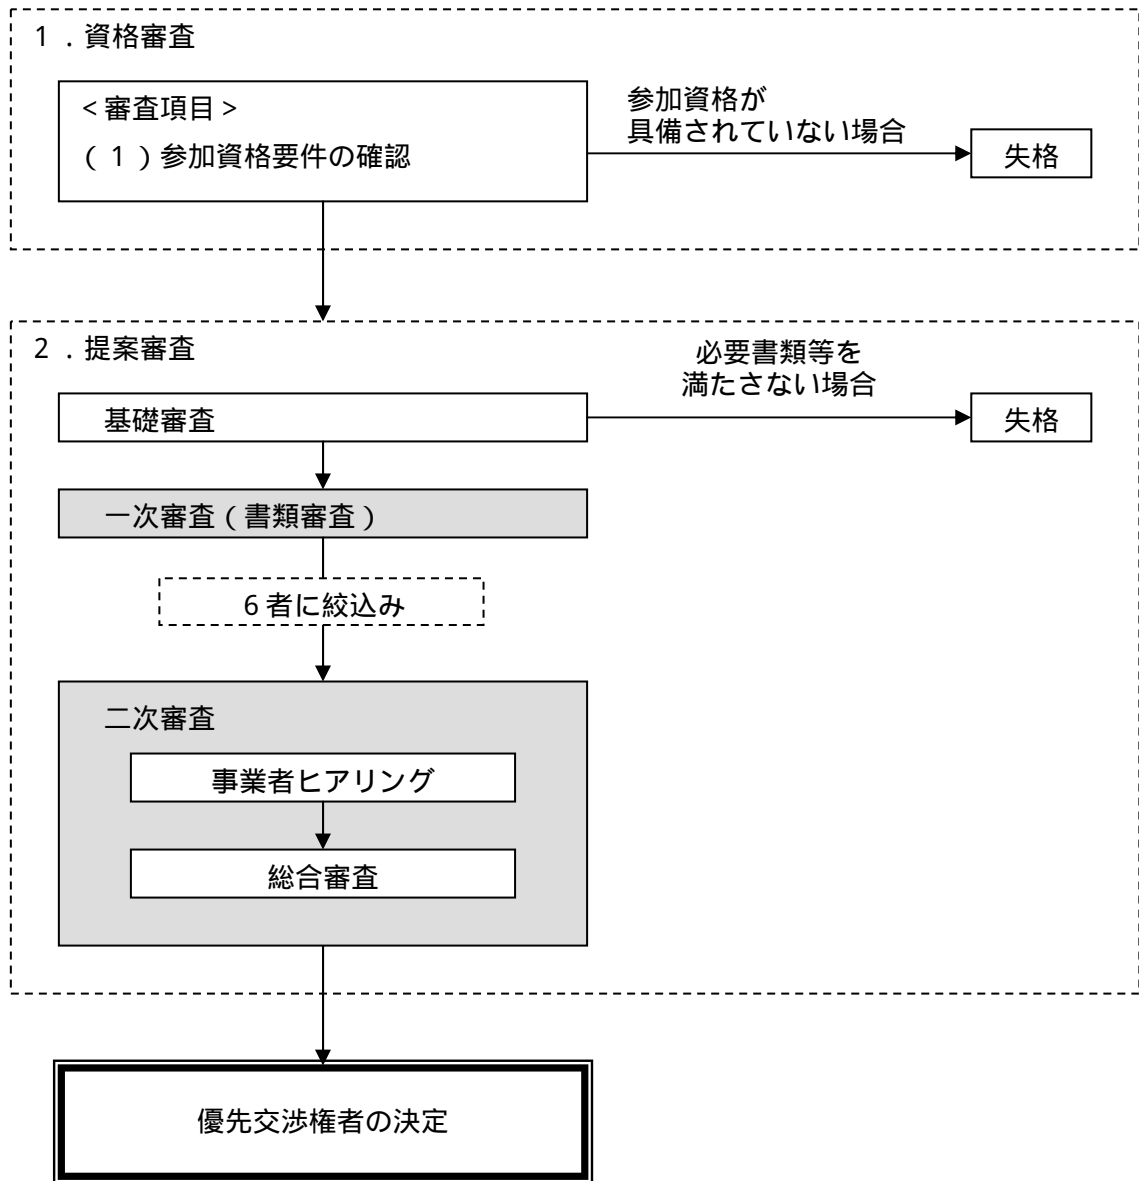 １．資格審査
＜審査項目＞
（１）参加資格要件の確認
参加資格が
具備されていない場合
失格
２．提案審査
基礎審査
必要書類等を
満たさない場合
失格
一次審査（書類審査）
６者に絞込み
二次審査
事業者ヒアリング
総合審査
優先交渉権者の決定